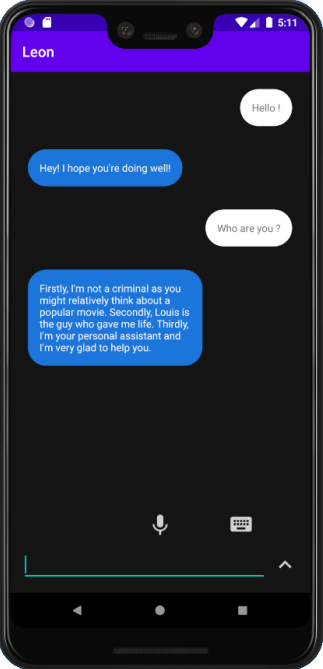 5:11
Leon
Hello !
Hey! I hope you're doing well!
Who are you ?
Firstly, I'm not a criminal as you
might relatively think about a
popular movie. Secondly, Louis is
the guy who gave me life. Thirdly,
I'm your personal assistant and
I'm very glad to help you.